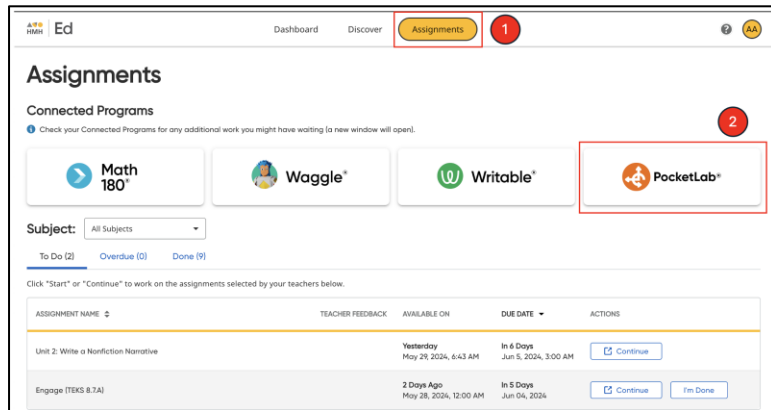 HMH Ed Dashboard Discover Assignments 1 ? AA
Assignments
Connected Programs
i Check your Connected Programs for any additional work you might have waiting (a new window will open).
2
Math 180®
Waggle®
W Writable®
PocketLab®
Subject: All Subjects
To Do (2) Overdue (0) Done (9)
Click "Start" or "Continue" to work on the assignments selected by your teachers below.
ASSIGNMENT NAME TEACHER FEEDBACK AVAILABLE ON DUE DATE ACTIONS
Yesterday In 6 Days
Unit 2: Write a Nonfiction Narrative Continue
May 29, 2024, 6:43 AM Jun 5, 2024, 3:00 AM
2 Days Ago In 5 Days
Engage (TEKS 8.7.A) Continue I'm Done
May 28, 2024, 12:00 AM Jun 04, 2024